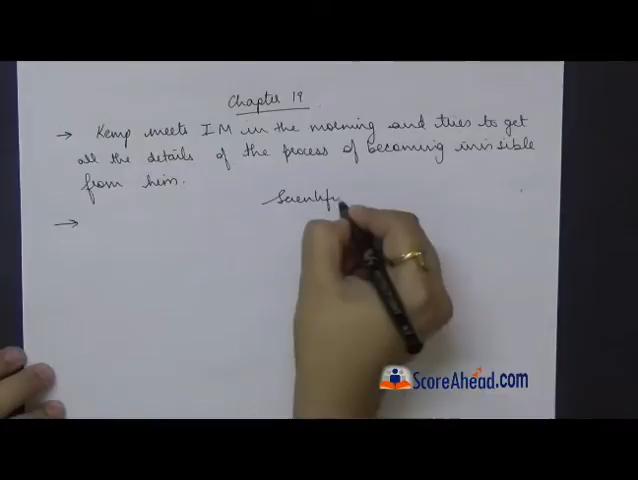 Chapter 19
→ Kemp meets I M in the morning and tries to get
all the details of the process of becoming invisible
from him.
Scientifi
→
ScoreAhead.com